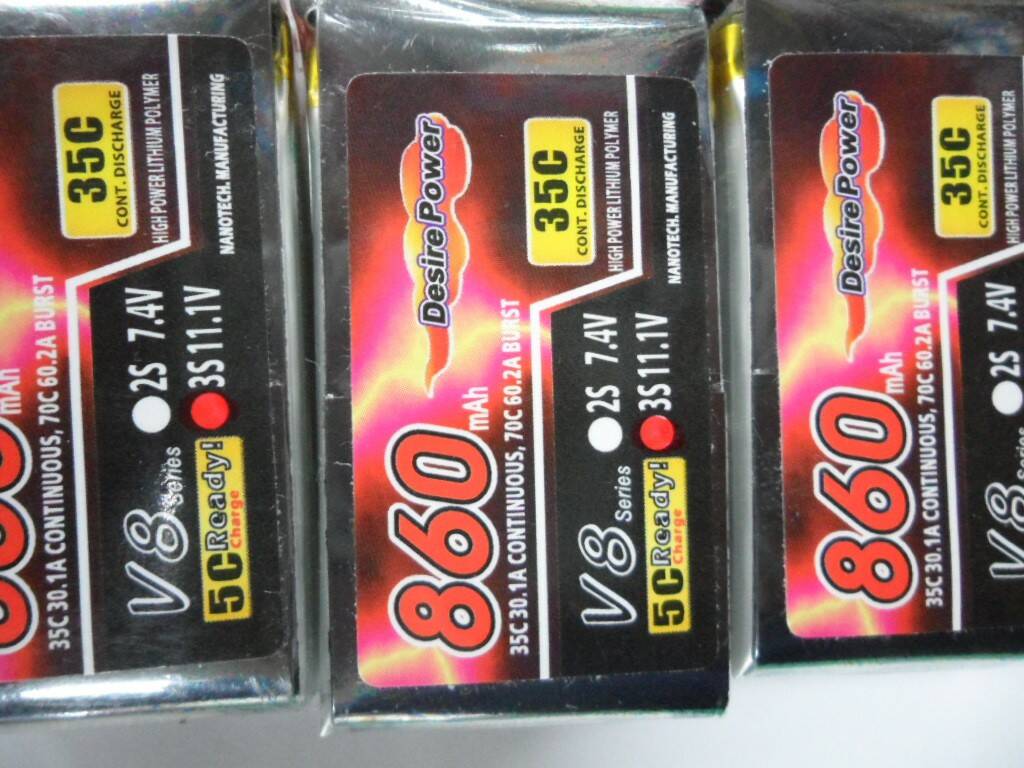 35C
CONT. DISCHARGE
HIGH POWER LITHIUM POLYMER
NANOTECH. MANUFACTURING
mAh
35C 30.1A CONTINUOUS, 70C 60.2A BURST
V8 Series
2S 7.4V
3S 11.1V
5C Ready!
Charge
Desire Power
35C
CONT. DISCHARGE
HIGH POWER LITHIUM POLYMER
NANOTECH. MANUFACTURING
860 mAh
35C 30.1A CONTINUOUS, 70C 60.2A BURST
V8 Series
2S 7.4V
3S 11.1V
5C Ready!
Charge
Desire Power
35C
CONT. DISCHARGE
HIGH POWER LITHIUM POLYMER
860 mAh
35C 30.1A CONTINUOUS, 70C 60.2A BURST
V8 Series
2S 7.4V